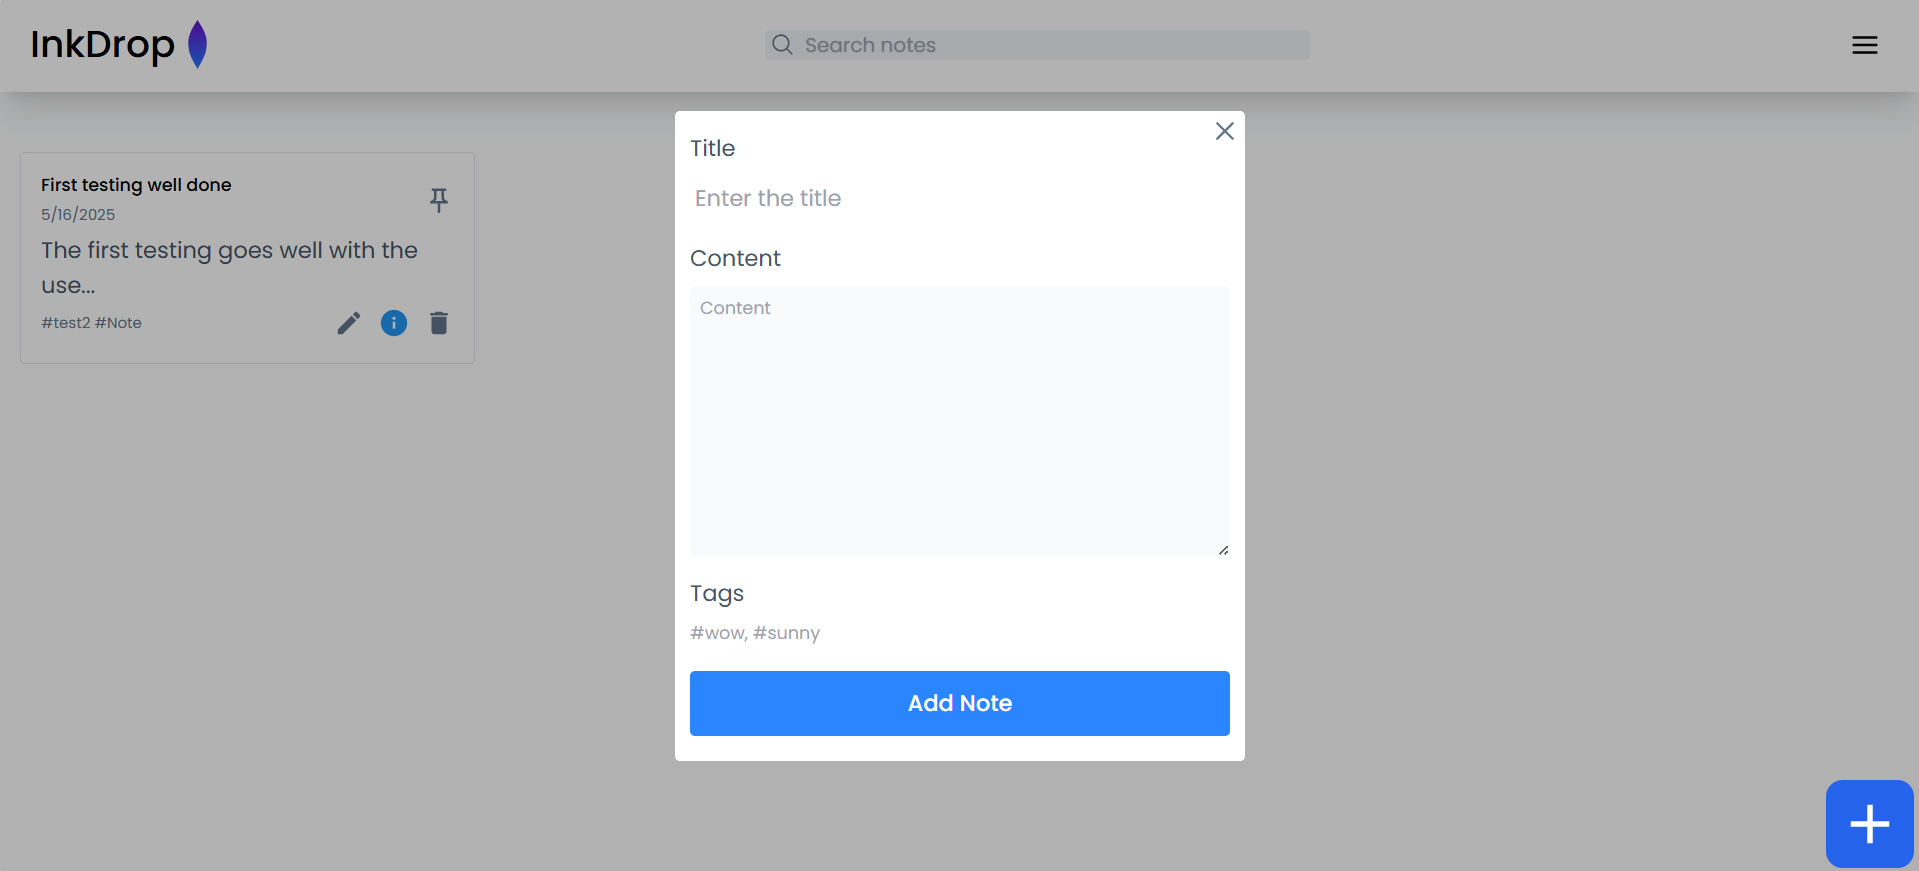 InkDrop
Search notes
First testing well done
5/16/2025
The first testing goes well with the
use...
#test2 #Note
Title
Enter the title
Content
Content
Tags
#wow, #sunny
Add Note